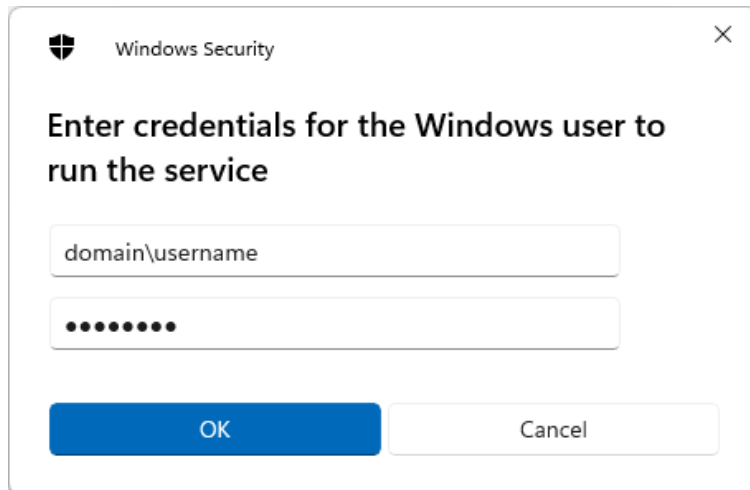 Windows Security
Enter credentials for the Windows user to
run the service
domain\username
●●●●●●●●
OK
Cancel